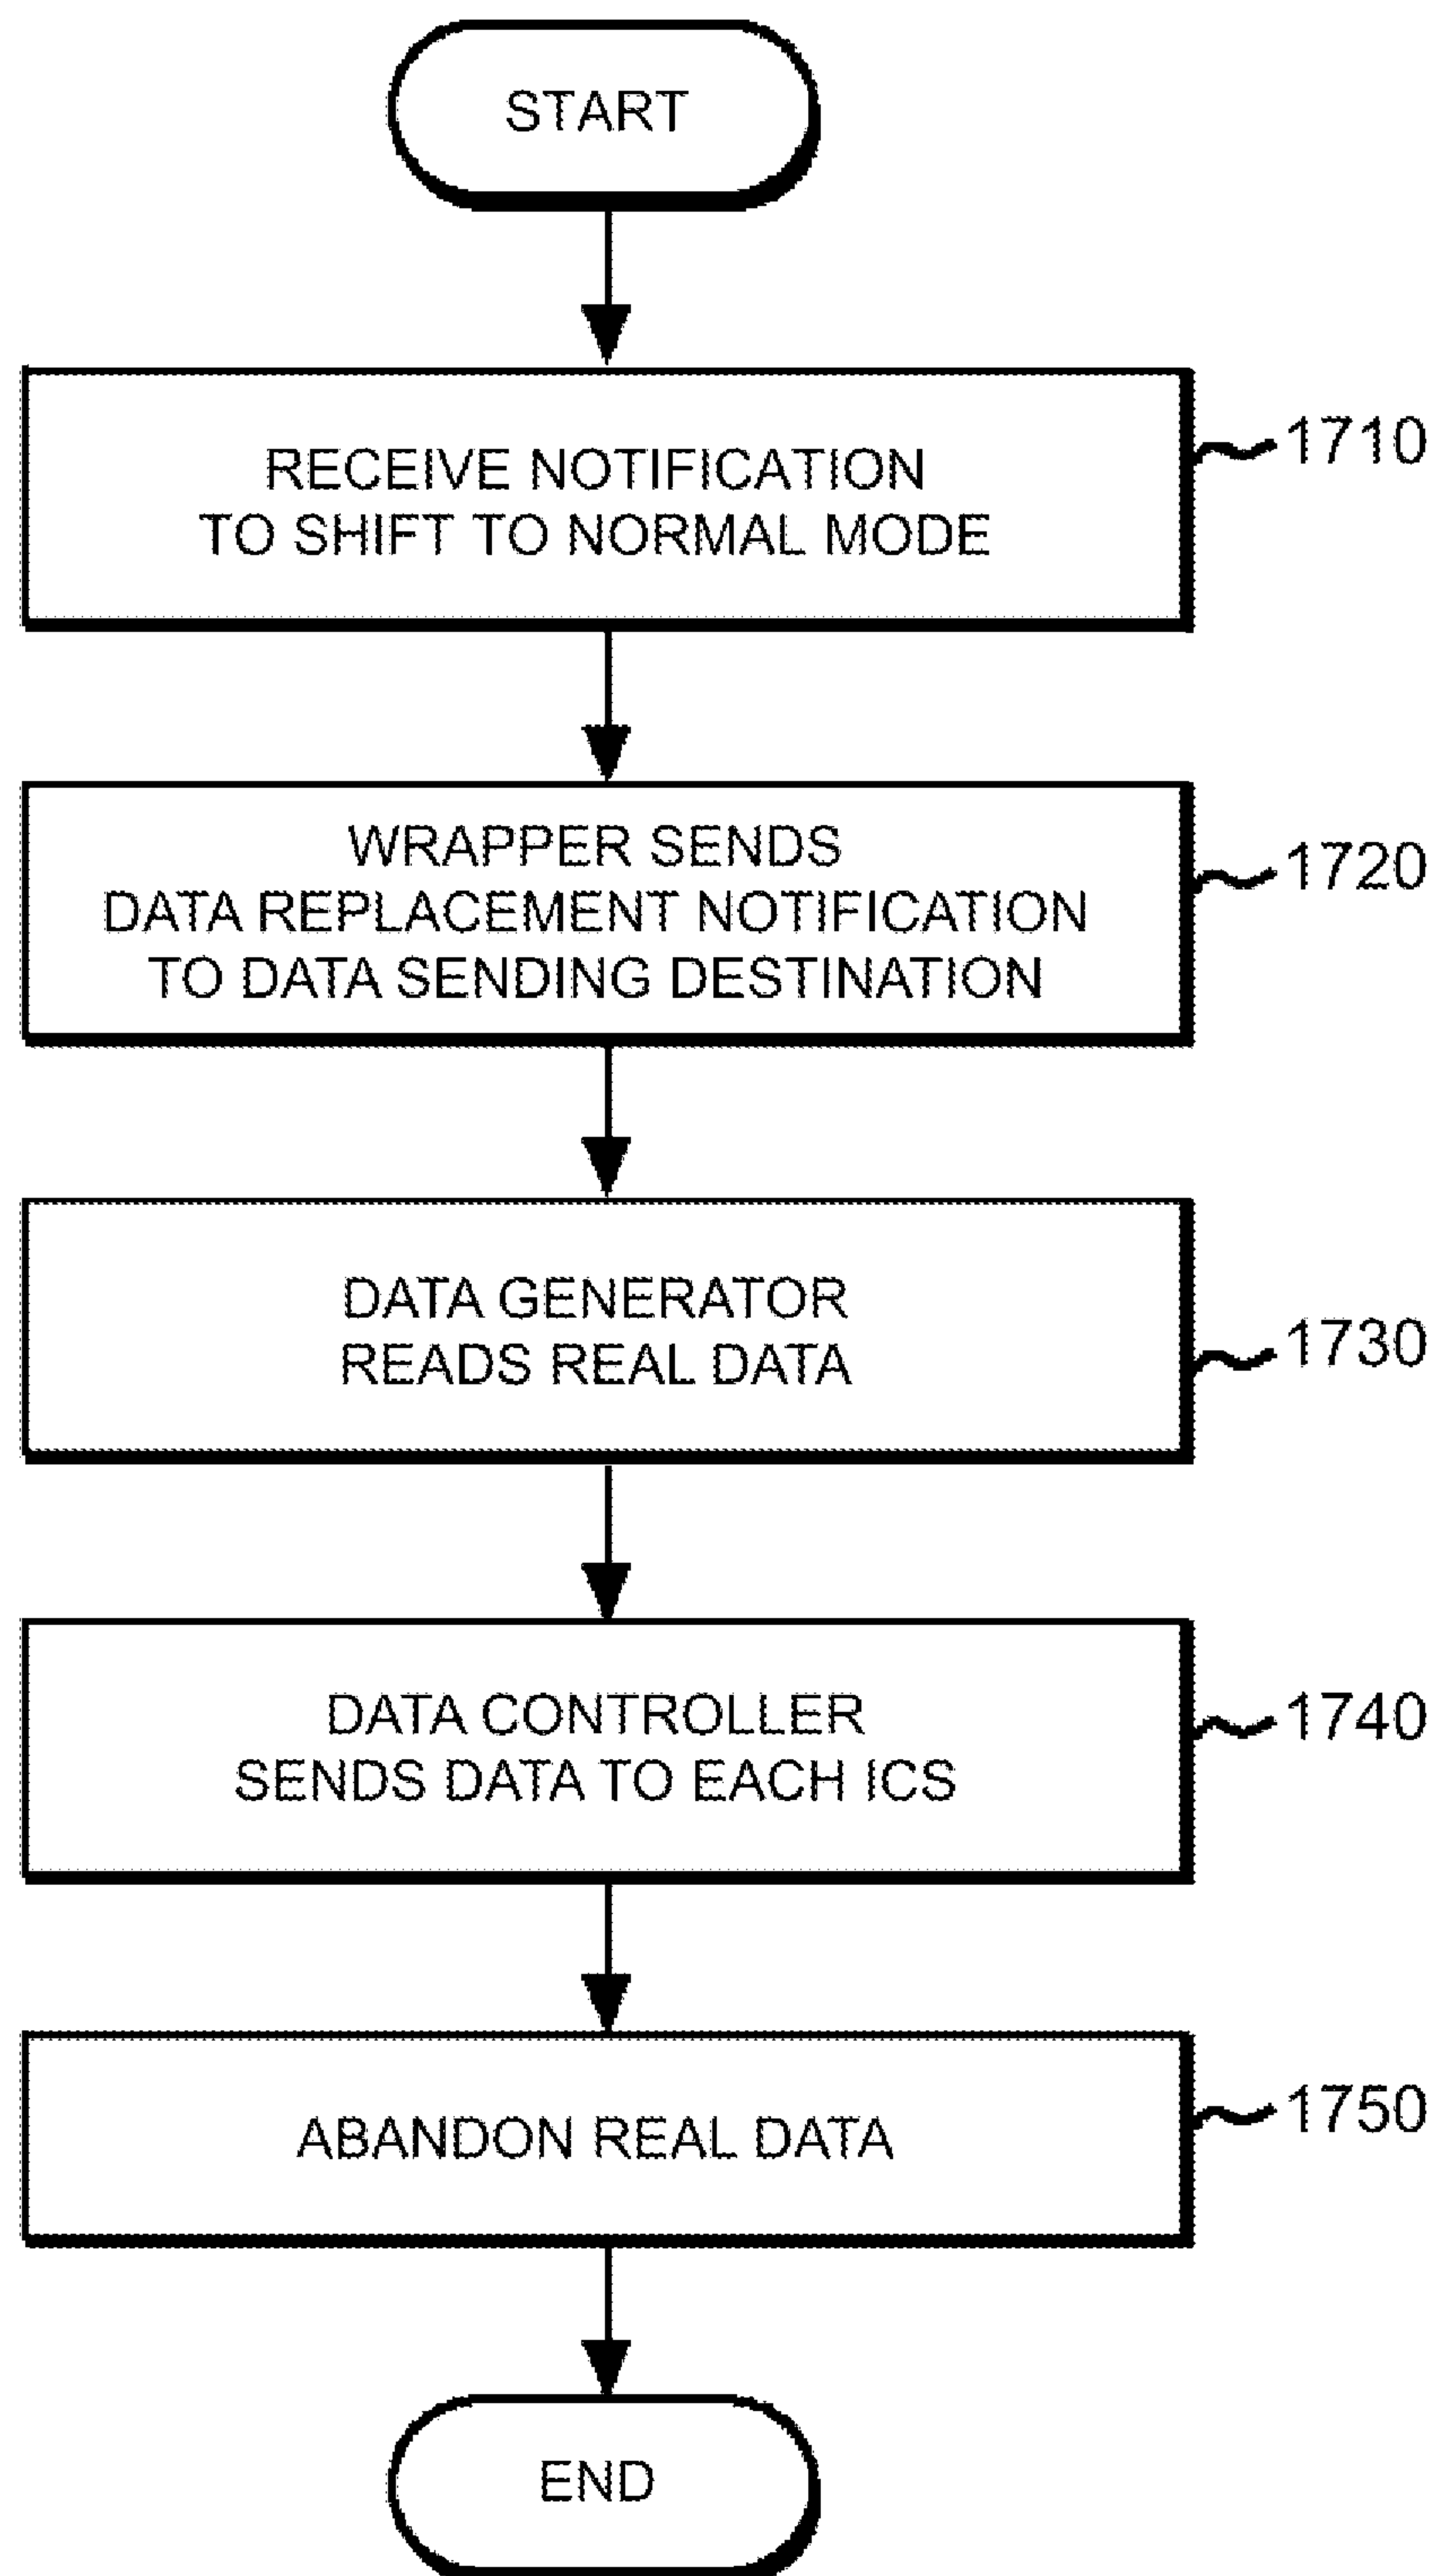 START
RECEIVE NOTIFICATION
TO SHIFT TO NORMAL MODE
1710
WRAPPER SENDS
DATA REPLACEMENT NOTIFICATION
TO DATA SENDING DESTINATION
1720
DATA GENERATOR
READS REAL DATA
1730
DATA CONTROLLER
SENDS DATA TO EACH ICS
1740
ABANDON REAL DATA
1750
END